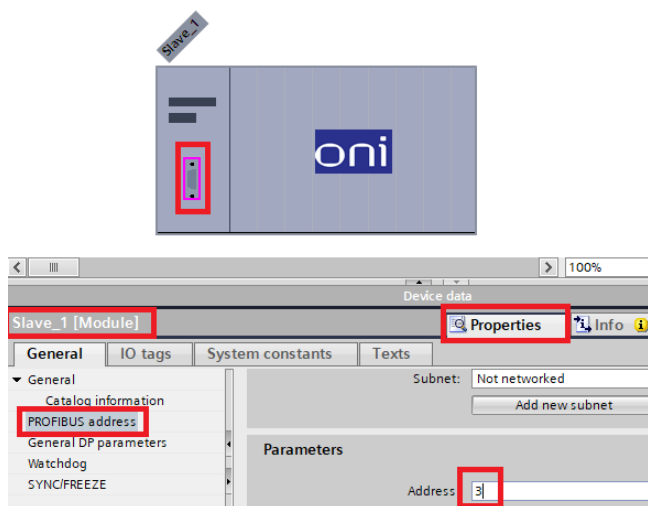 Slave_1
oni
100%
Device data
Slave_1 [Module]
Properties
Info
General
IO tags
System constants
Texts
General
Catalog information
PROFIBUS address
General DP parameters
Watchdog
SYNC/FREEZE
Subnet: Not networked
Add new subnet
Parameters
Address 3